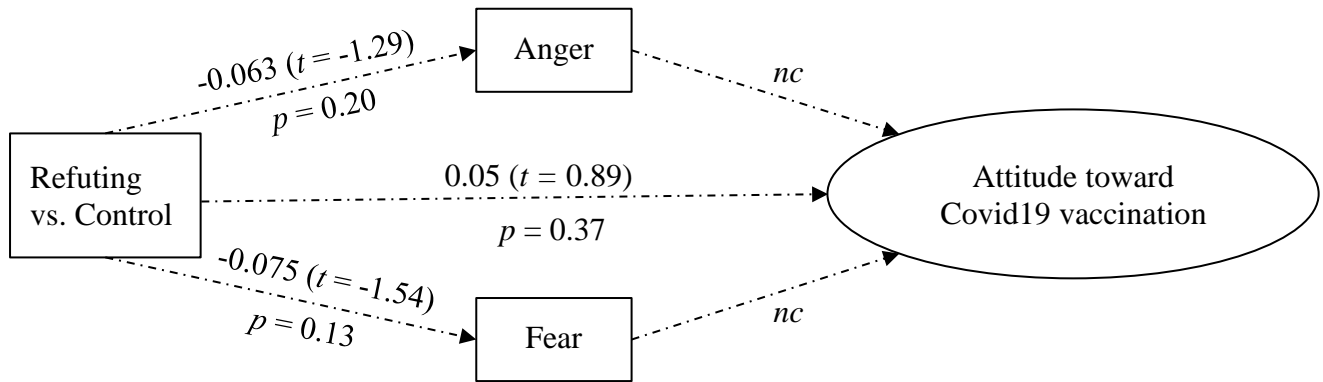 -0.063 (t = -1.29)
p = 0.20
Anger
nc
Refuting
vs. Control
0.05 (t = 0.89)
p = 0.37
Attitude toward
Covid19 vaccination
-0.075 (t = -1.54)
p = 0.13
Fear
nc